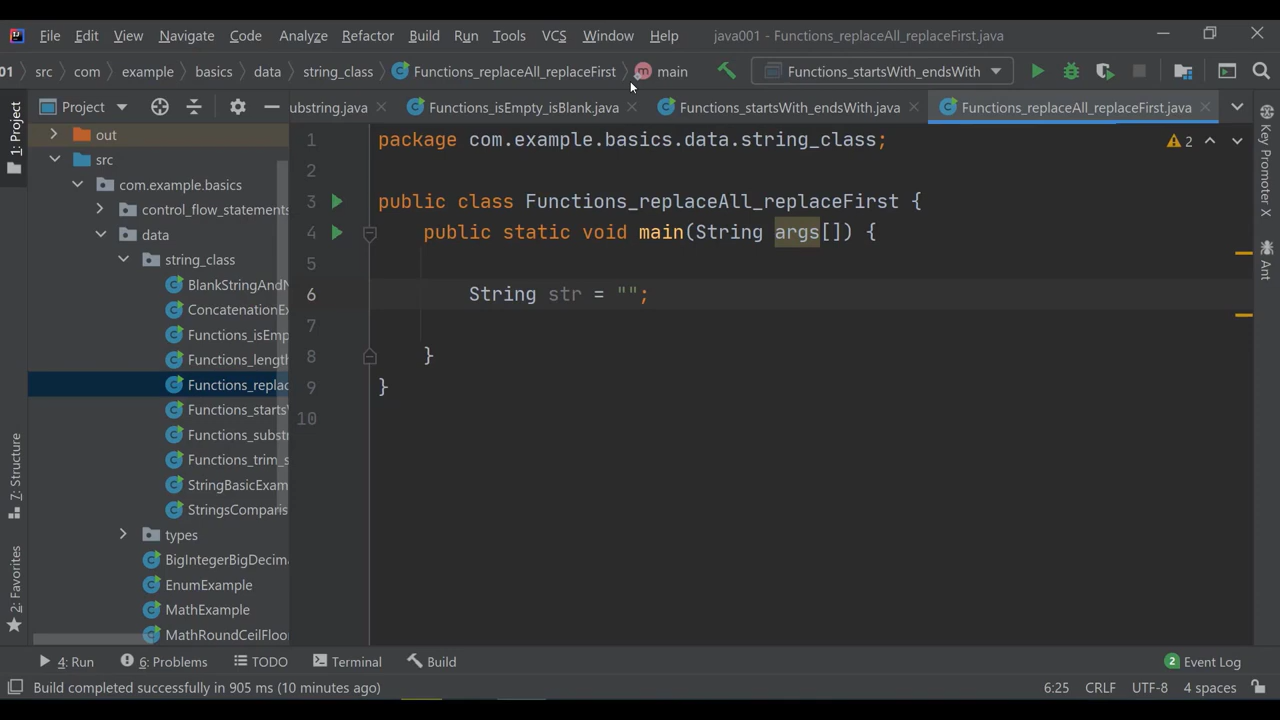 File Edit View Navigate Code Analyze Refactor Build Run Tools VCS Window Help java001 - Functions_replaceAll_replaceFirst.java
01 src com example basics data string_class Functions_replaceAll_replaceFirst m main Functions_startsWith_endsWith
1: Project
Project
ubstring.java Functions_isEmpty_isBlank.java Functions_startsWith_endsWith.java Functions_replaceAll_replaceFirst.java
out
src
com.example.basics
control_flow_statements
data
string_class
BlankStringAndN
ConcatenationEx
Functions_isEmp
Functions_length
Functions_replac
Functions_starts
Functions_substr
Functions_trim_s
StringBasicExam
StringsComparis
types
BigIntegerBigDecima
EnumExample
MathExample
MathRoundCeilFloo
1 package com.example.basics.data.string_class;
2
3 public class Functions_replaceAll_replaceFirst {
4 public static void main(String args[]) {
5
6 String str = "";
7
8 }
9 }
10
2
Key Promoter X
Ant
7: Structure
2: Favorites
4: Run 6: Problems TODO Terminal Build 2 Event Log
Build completed successfully in 905 ms (10 minutes ago) 6:25 CRLF UTF-8 4 spaces